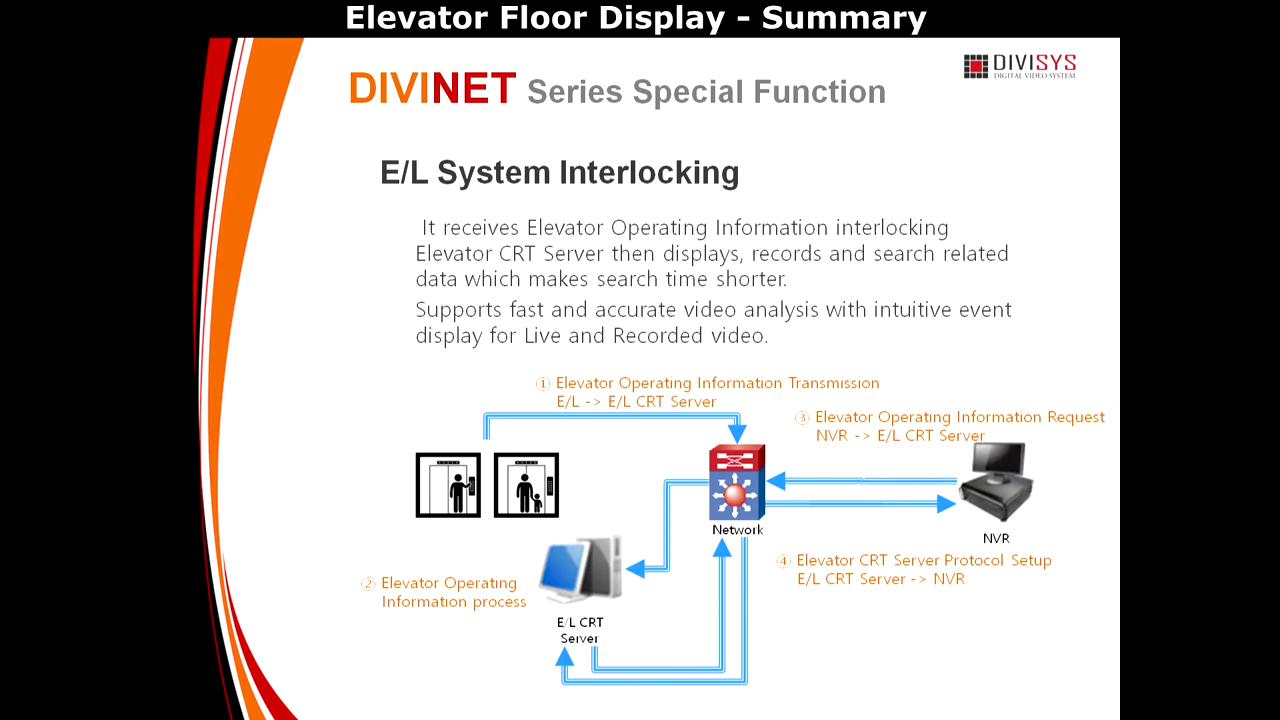 Elevator Floor Display - Summary
DIVISYS
DIGITAL VIDEO SYSTEM
DIVINET Series Special Function
E/L System Interlocking
It receives Elevator Operating Information interlocking
Elevator CRT Server then displays, records and search related
data which makes search time shorter.
Supports fast and accurate video analysis with intuitive event
display for Live and Recorded video.
① Elevator Operating Information Transmission
E/L -> E/L CRT Server
③ Elevator Operating Information Request
NVR -> E/L CRT Server
Network
NVR
④ Elevator CRT Server Protocol Setup
E/L CRT Server -> NVR
② Elevator Operating
Information process
E/L CRT
Server